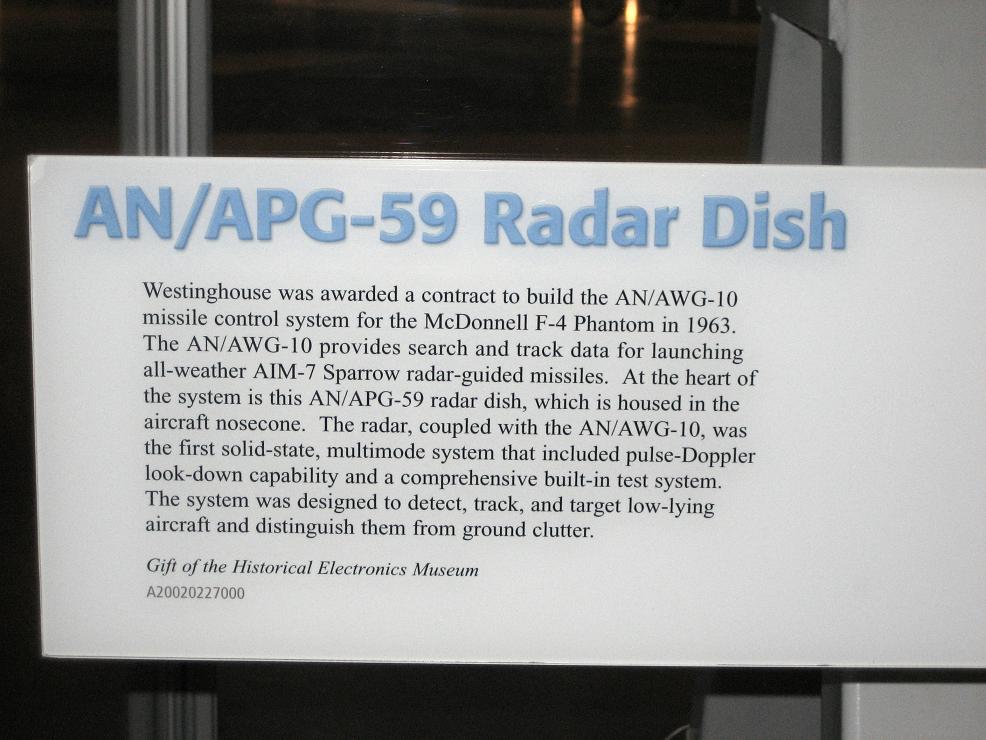 AN/APG-59 Radar Dish
Westinghouse was awarded a contract to build the AN/AWG-10
missile control system for the McDonnell F-4 Phantom in 1963.
The AN/AWG-10 provides search and track data for launching
all-weather AIM-7 Sparrow radar-guided missiles.  At the heart of
the system is this AN/APG-59 radar dish, which is housed in the
aircraft nosecone.  The radar, coupled with the AN/AWG-10, was
the first solid-state, multimode system that included pulse-Doppler
look-down capability and a comprehensive built-in test system.
The system was designed to detect, track, and target low-lying
aircraft and distinguish them from ground clutter.
Gift of the Historical Electronics Museum
A20020227000